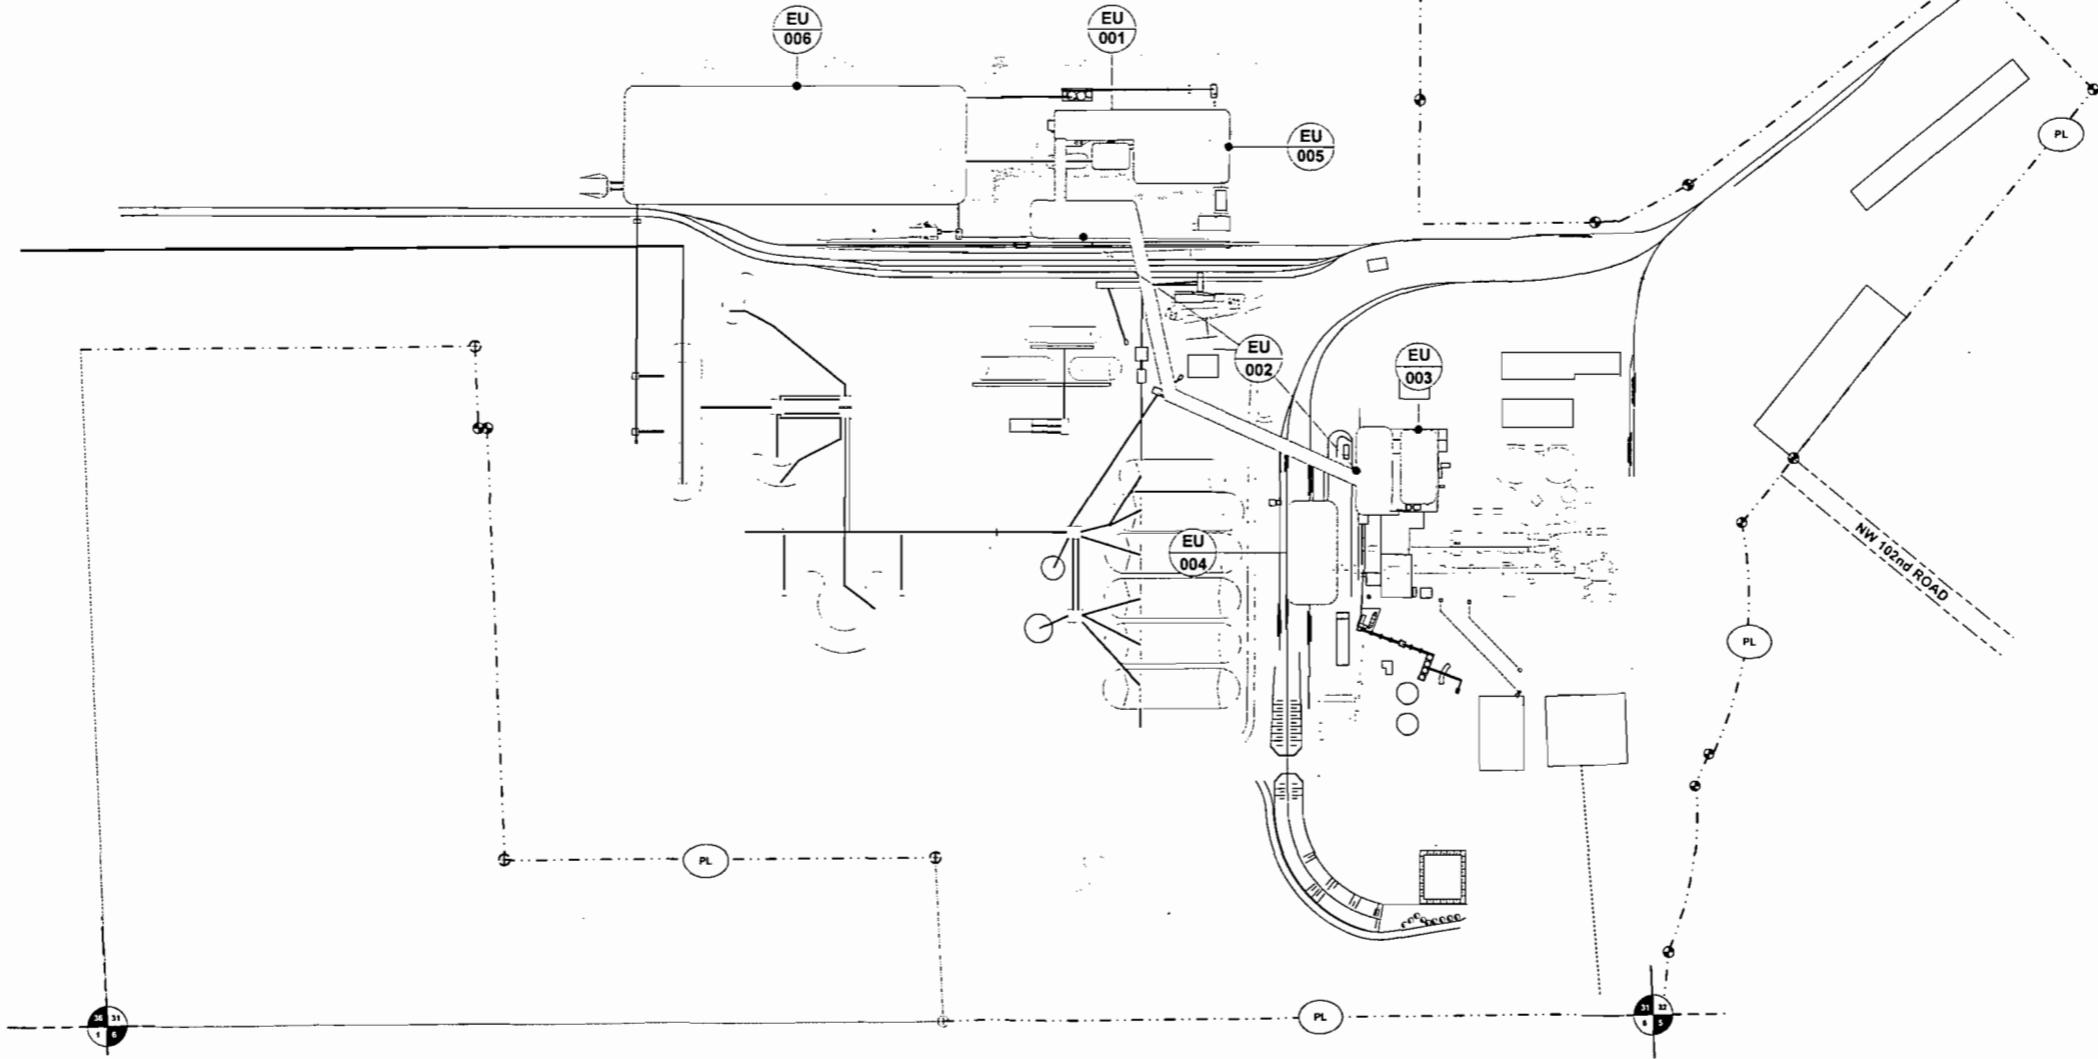 EU
006
EU
001
EU
005
PL
EU
002
EU
003
EU
004
NW 102nd ROAD
PL
PL
36 31
1 6
PL
31 32
6 5